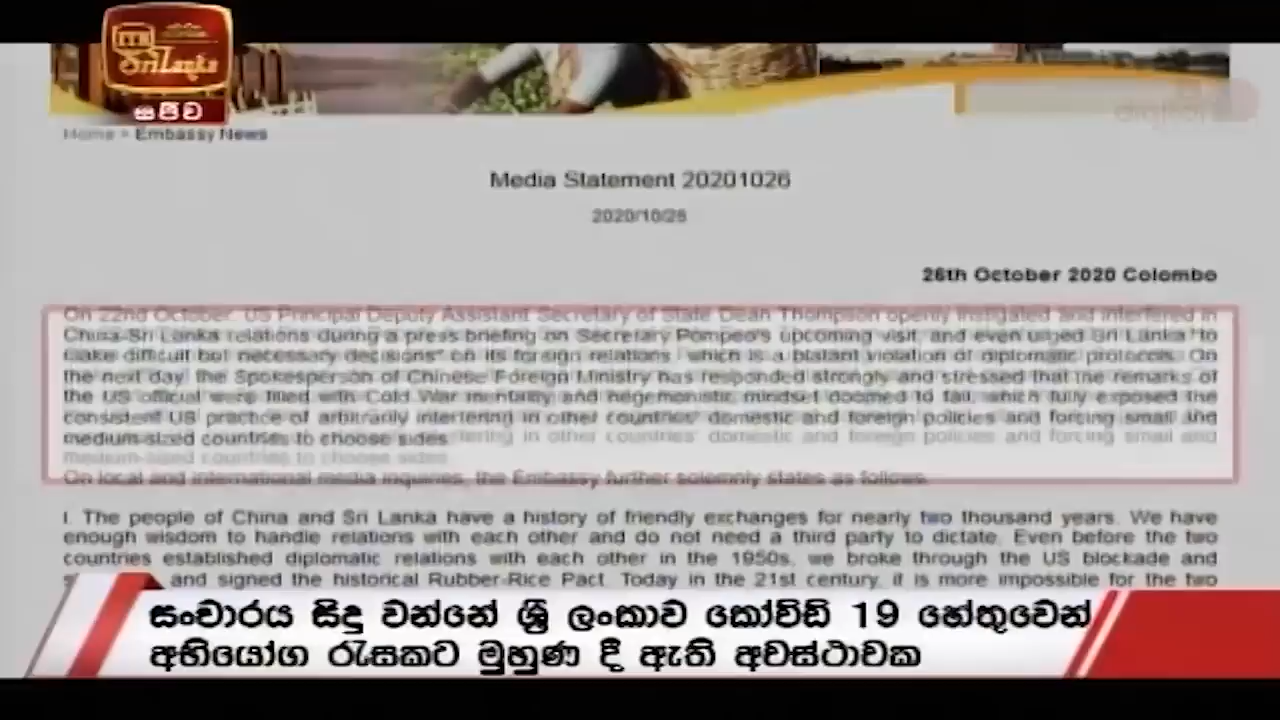 ITN
Sri Lanka
සජීව
Home » Embassy News
Media Statement 20201026
2020/10/26
26th October 2020 Colombo
On 22nd October, US Principal Deputy Assistant Secretary of State Dean Thompson openly instigated and interfered in
China-Sri Lanka relations during a press briefing on Secretary Pompeo's upcoming visit, and even urged Sri Lanka "to
make difficult but necessary decisions" on its foreign relations, which is a blatant violation of diplomatic protocols. On
the next day, the Spokesperson of Chinese Foreign Ministry has responded strongly and stressed that the remarks of
the US official were filled with Cold War mentality and hegemonistic mindset doomed to fail, which fully exposed the
consistent US practice of arbitrarily interfering in other countries' domestic and foreign policies and forcing small and
medium-sized countries to choose sides.
On local and international media inquiries, the Embassy further solemnly states as follows:
I. The people of China and Sri Lanka have a history of friendly exchanges for nearly two thousand years. We have
enough wisdom to handle relations with each other and do not need a third party to dictate. Even before the two
countries established diplomatic relations with each other in the 1950s, we broke through the US blockade and
and signed the historical Rubber-Rice Pact. Today in the 21st century, it is more impossible for the two
සංචාරය සිදු වන්නේ ශ්‍රී ලංකාව කෝවිඩ් 19 හේතුවෙන්
අභියෝග රැසකට මුහුණ දී ඇති අවස්ථාවක